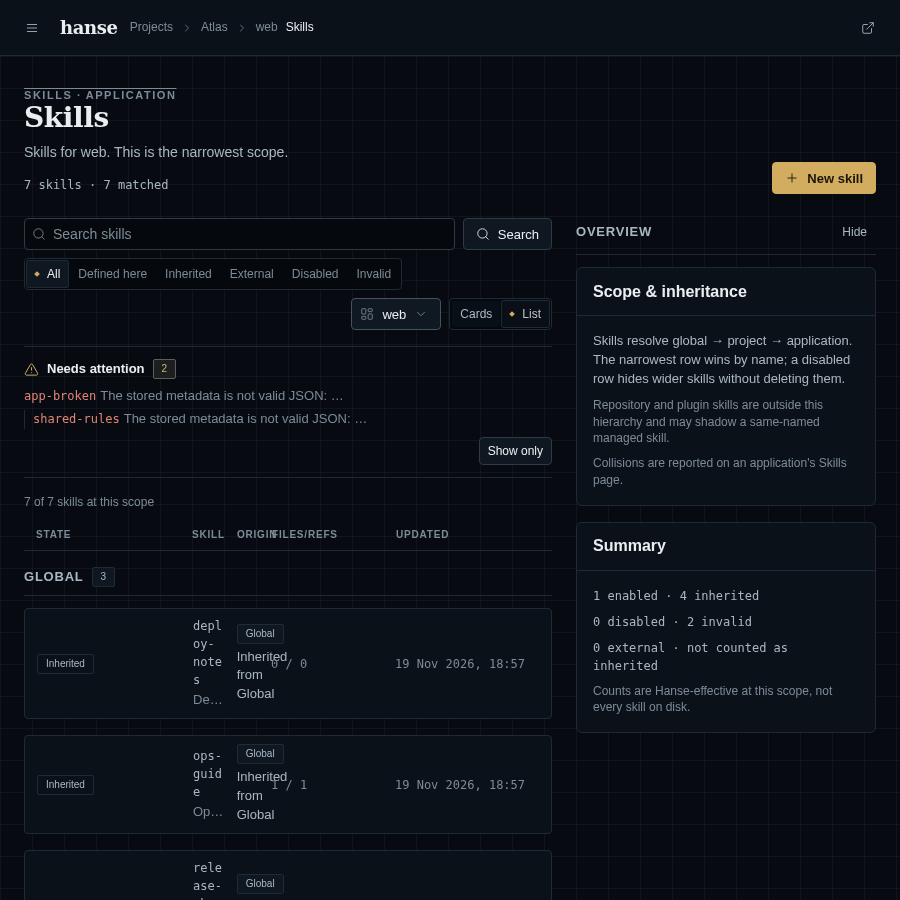 hanse Projects Atlas web Skills
SKILLS · APPLICATION
Skills
Skills for web. This is the narrowest scope.
7 skills · 7 matched
New skill
Search skills
Search
All Defined here Inherited External Disabled Invalid
web
Cards List
Needs attention 2
app-broken The stored metadata is not valid JSON: …
shared-rules The stored metadata is not valid JSON: …
Show only
7 of 7 skills at this scope
STATE SKILL ORIGIN FILES/REFS UPDATED
GLOBAL 3
Inherited
depl
oy-
note
s
De…
Global
Inherited
from
Global
0 / 0
19 Nov 2026, 18:57
Inherited
ops-
guid
e
Op…
Global
Inherited
from
Global
1 / 1
19 Nov 2026, 18:57
rele
ase-
Global
OVERVIEW Hide
Scope & inheritance
Skills resolve global → project → application.
The narrowest row wins by name; a disabled
row hides wider skills without deleting them.
Repository and plugin skills are outside this
hierarchy and may shadow a same-named
managed skill.
Collisions are reported on an application's Skills
page.
Summary
1 enabled · 4 inherited
0 disabled · 2 invalid
0 external · not counted as
inherited
Counts are Hanse-effective at this scope, not
every skill on disk.